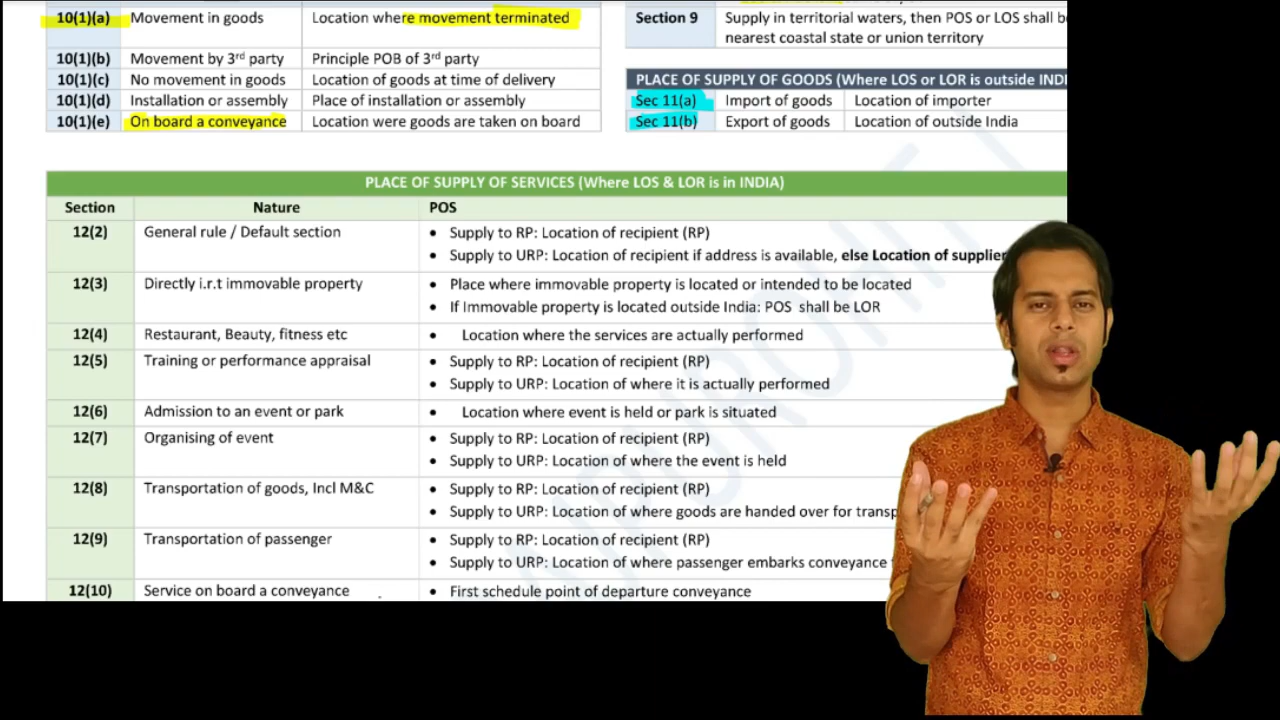 10(1)(a) Movement in goods Location where movement terminated
10(1)(b) Movement by 3rd party Principle POB of 3rd party
10(1)(c) No movement in goods Location of goods at time of delivery
10(1)(d) Installation or assembly Place of installation or assembly
10(1)(e) On board a conveyance Location were goods are taken on board
Section 9 Supply in territorial waters, then POS or LOS shall
nearest coastal state or union territory
PLACE OF SUPPLY OF GOODS (Where LOS or LOR is outside
Sec 11(a) Import of goods Location of importer
Sec 11(b) Export of goods Location of outside India
PLACE OF SUPPLY OF SERVICES (Where LOS & LOR is in INDIA)
Section Nature POS
12(2) General rule / Default section • Supply to RP: Location of recipient (RP)
• Supply to URP: Location of recipient if address is available, else Location of supplier
12(3) Directly i.r.t immovable property • Place where immovable property is located or intended to be located
• If Immovable property is located outside India: POS shall be LOR
12(4) Restaurant, Beauty, fitness etc • Location where the services are actually performed
12(5) Training or performance appraisal • Supply to RP: Location of recipient (RP)
• Supply to URP: Location of where it is actually performed
12(6) Admission to an event or park • Location where event is held or park is situated
12(7) Organising of event • Supply to RP: Location of recipient (RP)
• Supply to URP: Location of where the event is held
12(8) Transportation of goods, Incl M&C • Supply to RP: Location of recipient (RP)
• Supply to URP: Location of where goods are handed over for
12(9) Transportation of passenger • Supply to RP: Location of recipient (RP)
• Supply to URP: Location of where passenger embarks conveyance
12(10) Service on board a conveyance • First schedule point of departure conveyance